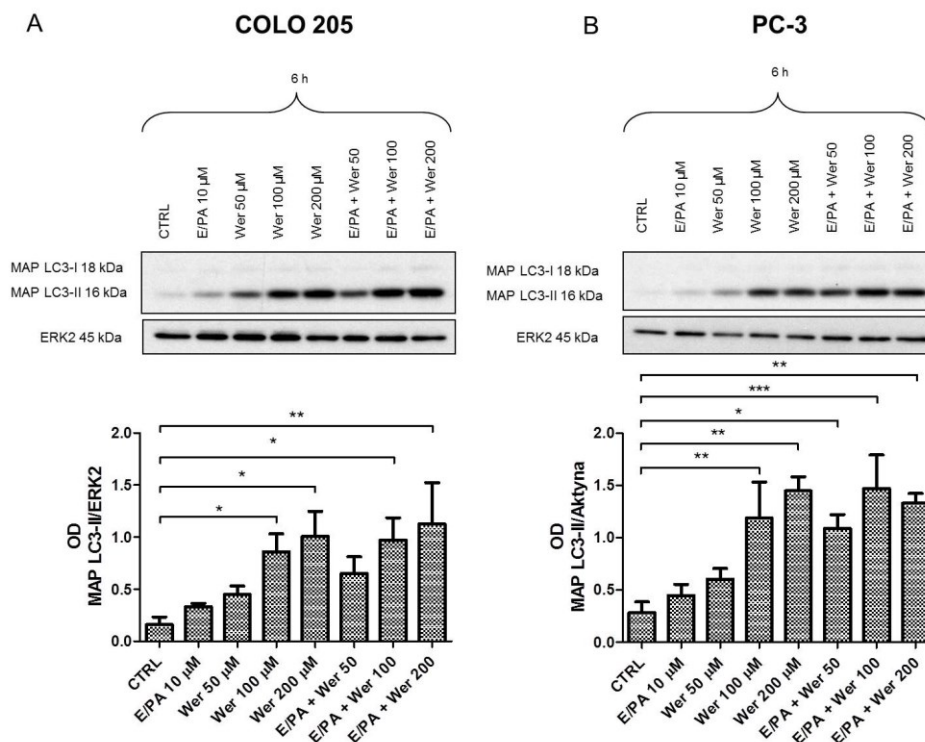 A
COLO 205
6 h
CTRL
E/PA 10 µM
Wer 50 µM
Wer 100 µM
Wer 200 µM
E/PA + Wer 50
E/PA + Wer 100
E/PA + Wer 200
MAP LC3-I 18 kDa
MAP LC3-II 16 kDa
ERK2 45 kDa
**
*
*
*
OD
MAP LC3-II/ERK2
2.0
1.5
1.0
0.5
0.0
CTRL
E/PA 10 µM
Wer 50 µM
Wer 100 µM
Wer 200 µM
E/PA + Wer 50
E/PA + Wer 100
E/PA + Wer 200
B
PC-3
6 h
CTRL
E/PA 10 µM
Wer 50 µM
Wer 100 µM
Wer 200 µM
E/PA + Wer 50
E/PA + Wer 100
E/PA + Wer 200
MAP LC3-I 18 kDa
MAP LC3-II 16 kDa
ERK2 45 kDa
**
***
*
**
**
OD
MAP LC3-II/Aktyna
2.0
1.5
1.0
0.5
0.0
CTRL
E/PA 10 µM
Wer 50 µM
Wer 100 µM
Wer 200 µM
E/PA + Wer 50
E/PA + Wer 100
E/PA + Wer 200